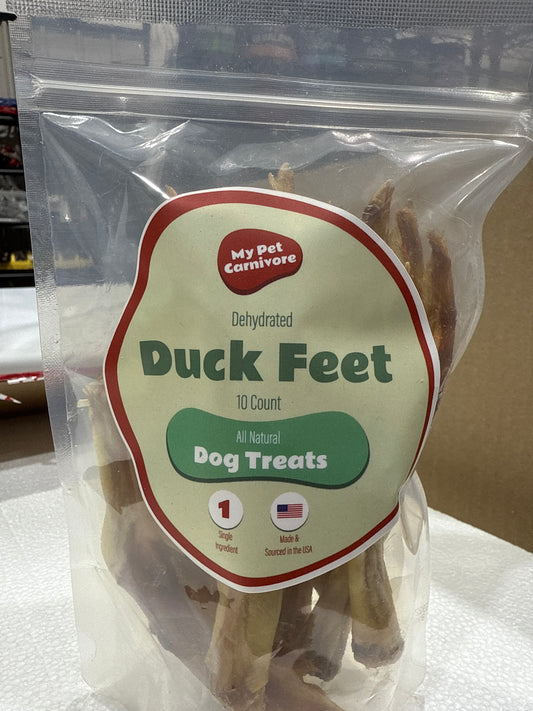 My Pet
Carnivore
Dehydrated
Duck Feet
10 Count
All Natural
Dog Treats
1
Single
Ingredient
Made &
Sourced in the USA